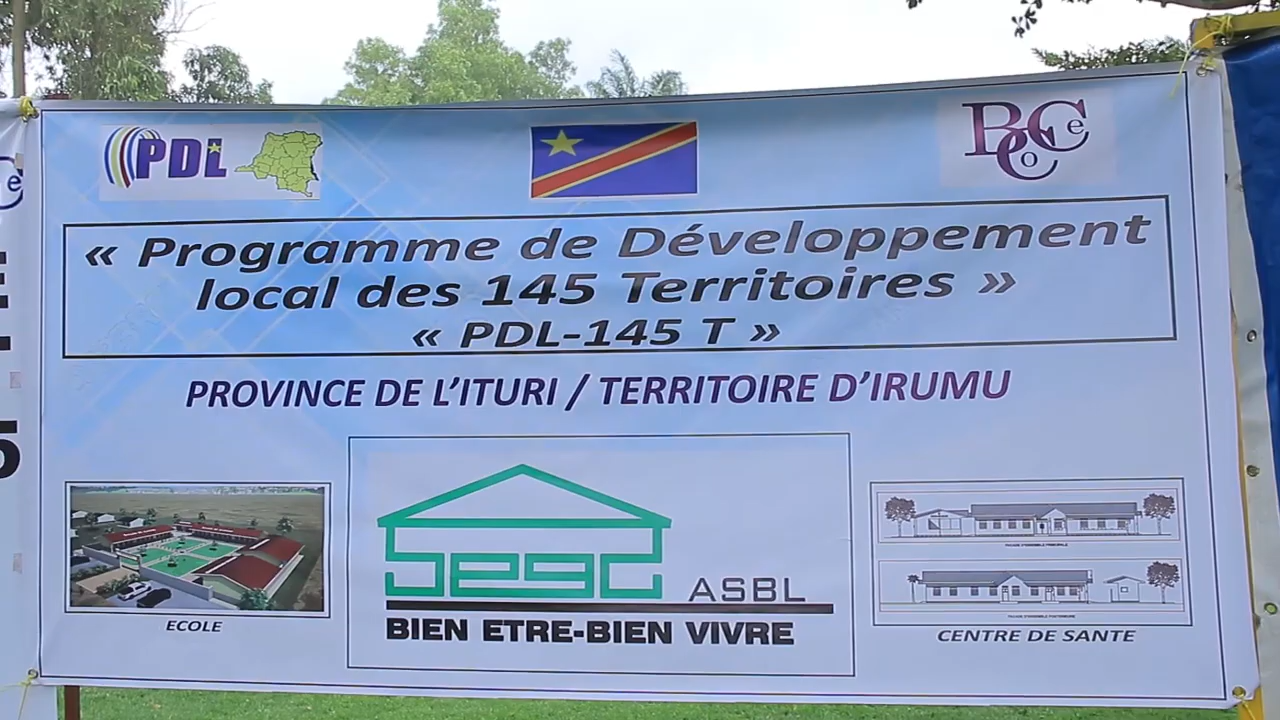 PDL
BCeCo
« Programme de Développement
local des 145 Territoires »
« PDL-145 T »
PROVINCE DE L'ITURI / TERRITOIRE D'IRUMU
ASBL
BIEN ETRE-BIEN VIVRE
ECOLE
CENTRE DE SANTE